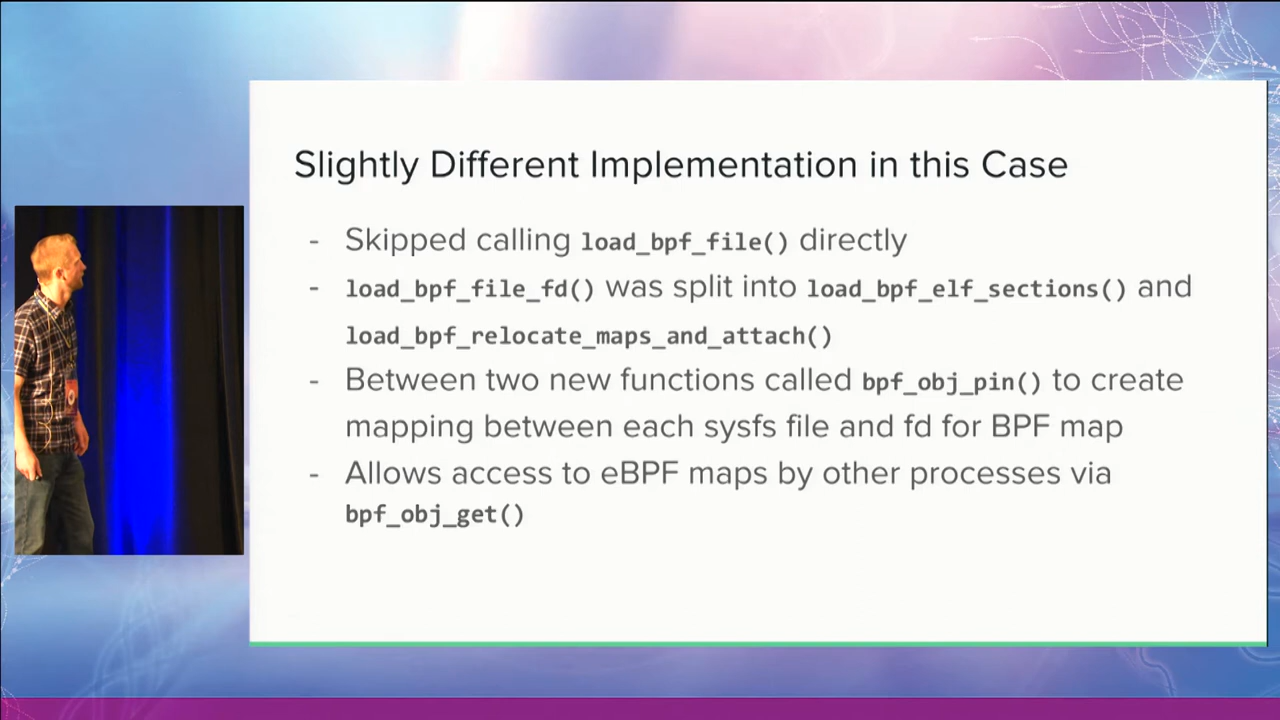 Slightly Different Implementation in this Case
- Skipped calling load_bpf_file() directly
- load_bpf_file_fd() was split into load_bpf_elf_sections() and
load_bpf_relocate_maps_and_attach()
- Between two new functions called bpf_obj_pin() to create
mapping between each sysfs file and fd for BPF map
- Allows access to eBPF maps by other processes via
bpf_obj_get()